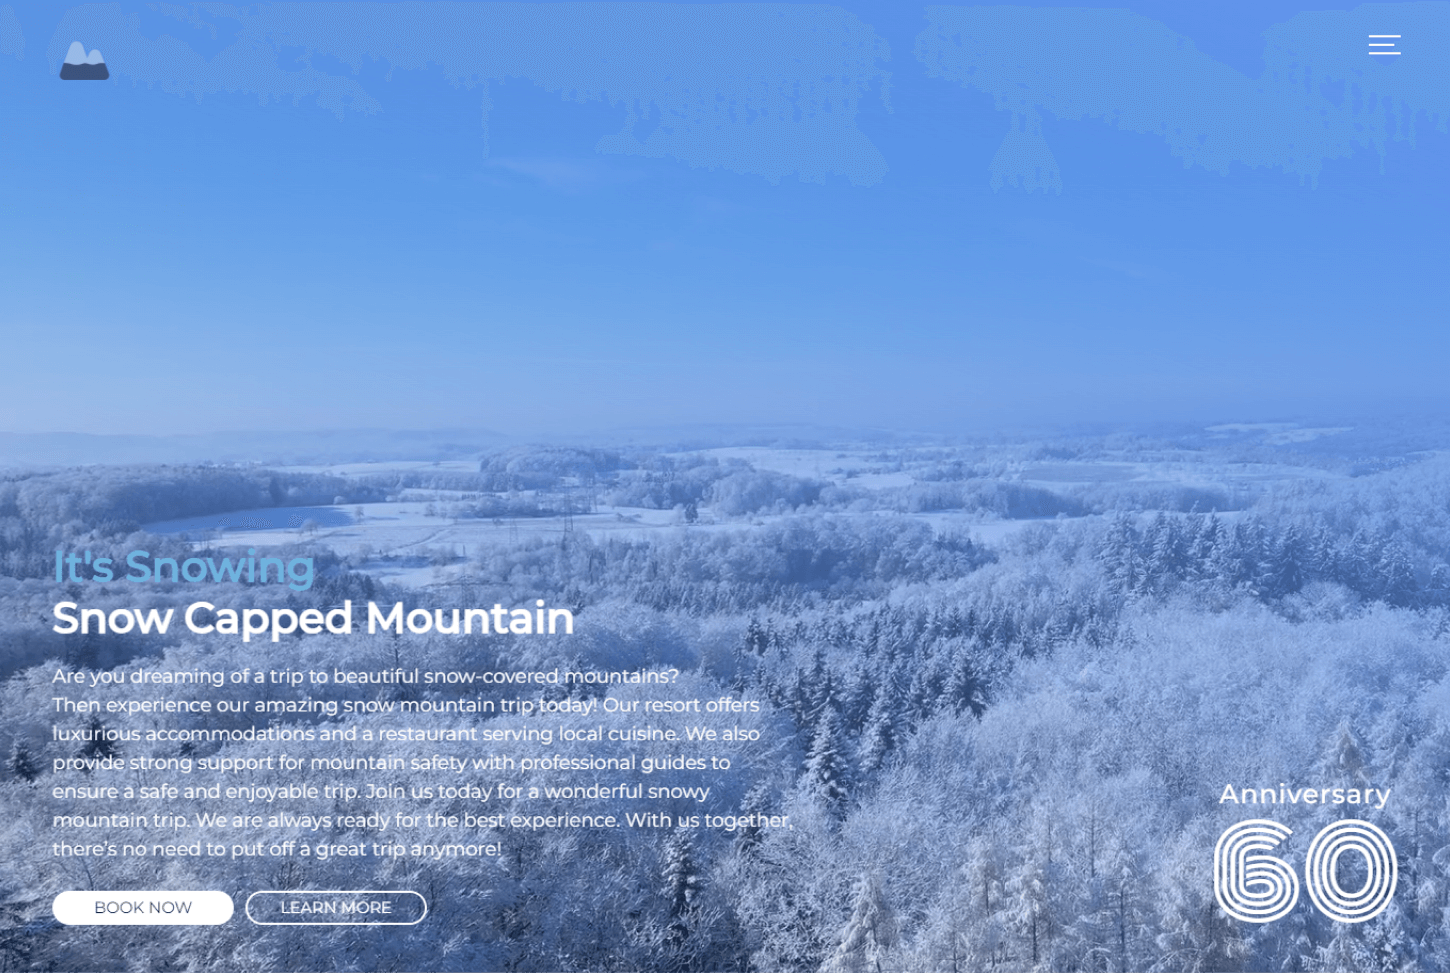 It's Snowing
Snow Capped Mountain
Are you dreaming of a trip to beautiful snow-covered mountains?
Then experience our amazing snow mountain trip today! Our resort offers
luxurious accommodations and a restaurant serving local cuisine. We also
provide strong support for mountain safety with professional guides to
ensure a safe and enjoyable trip. Join us today for a wonderful snowy
mountain trip. We are always ready for the best experience. With us together,
there’s no need to put off a great trip anymore!
BOOK NOW
LEARN MORE
Anniversary
60